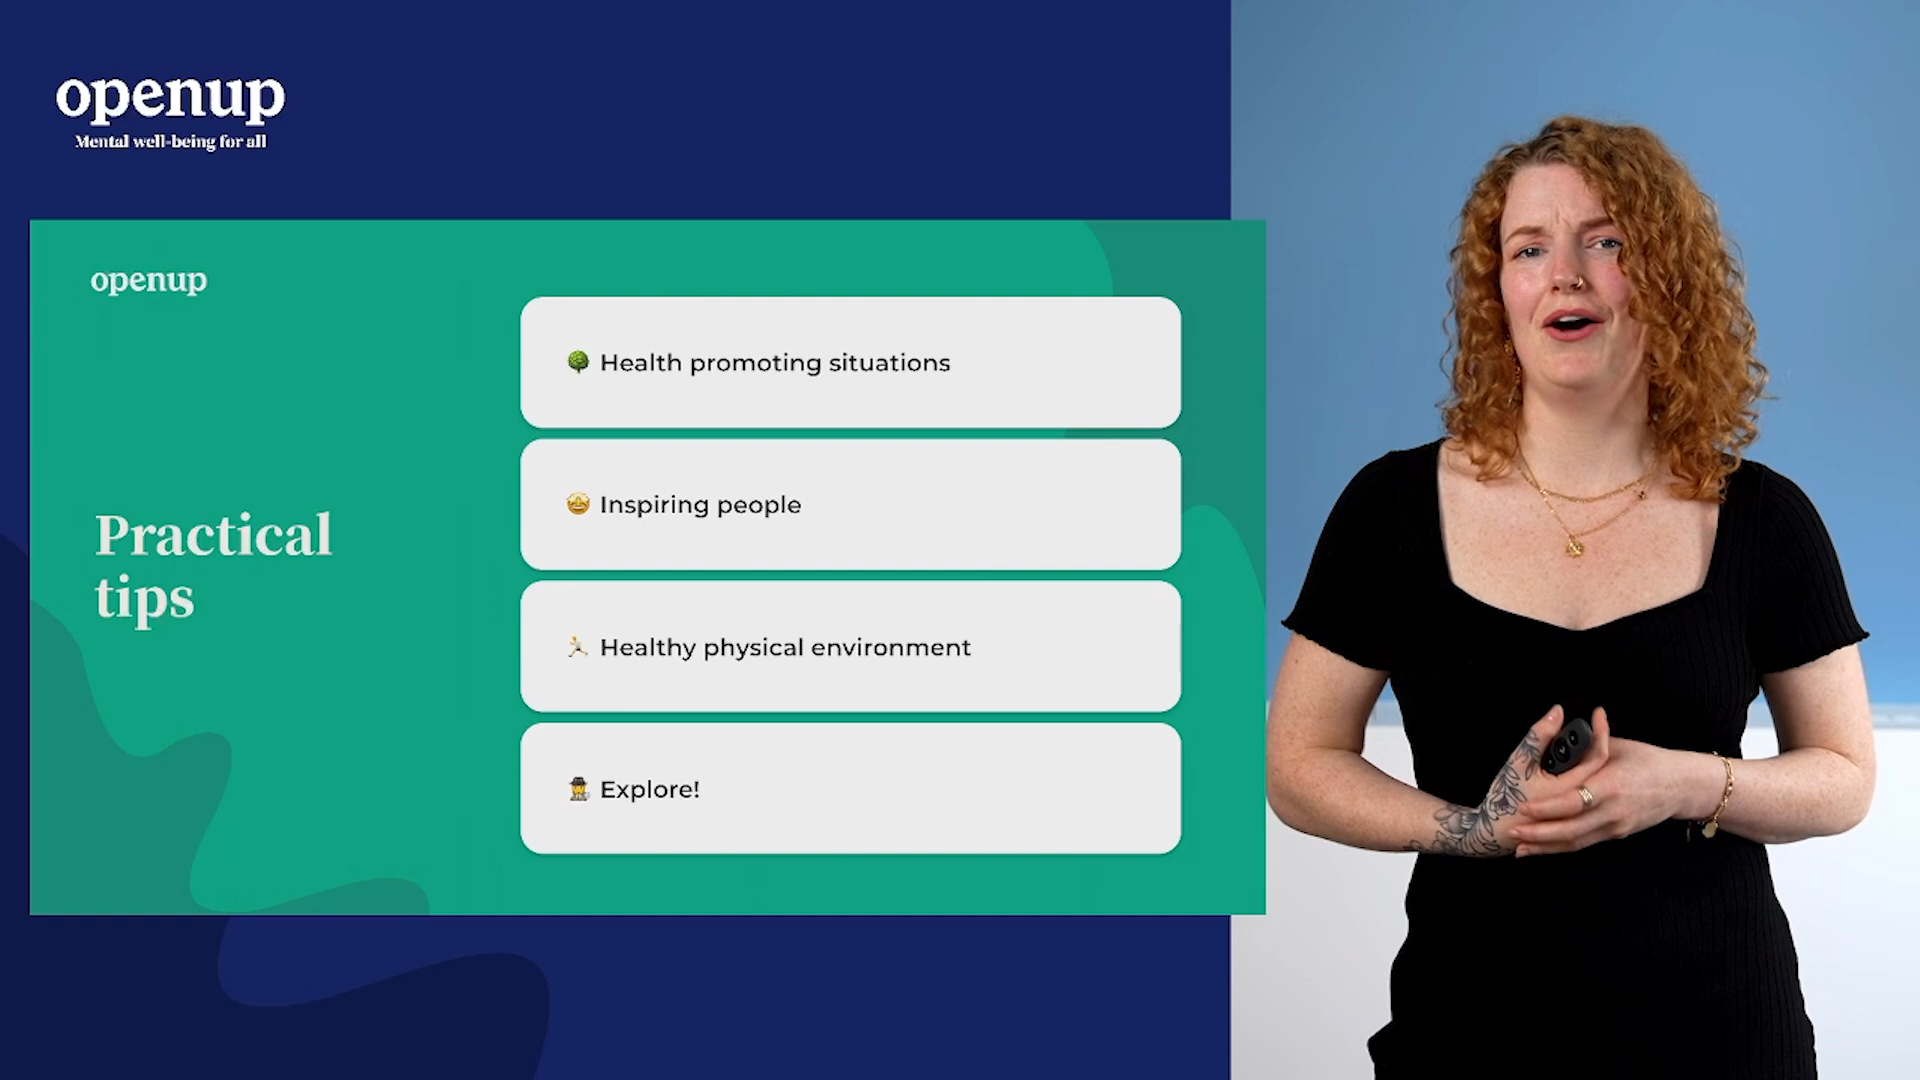 openup
Mental well-being for all
openup
Practical
tips
🌳 Health promoting situations
🤩 Inspiring people
🏃 Healthy physical environment
🕵️ Explore!